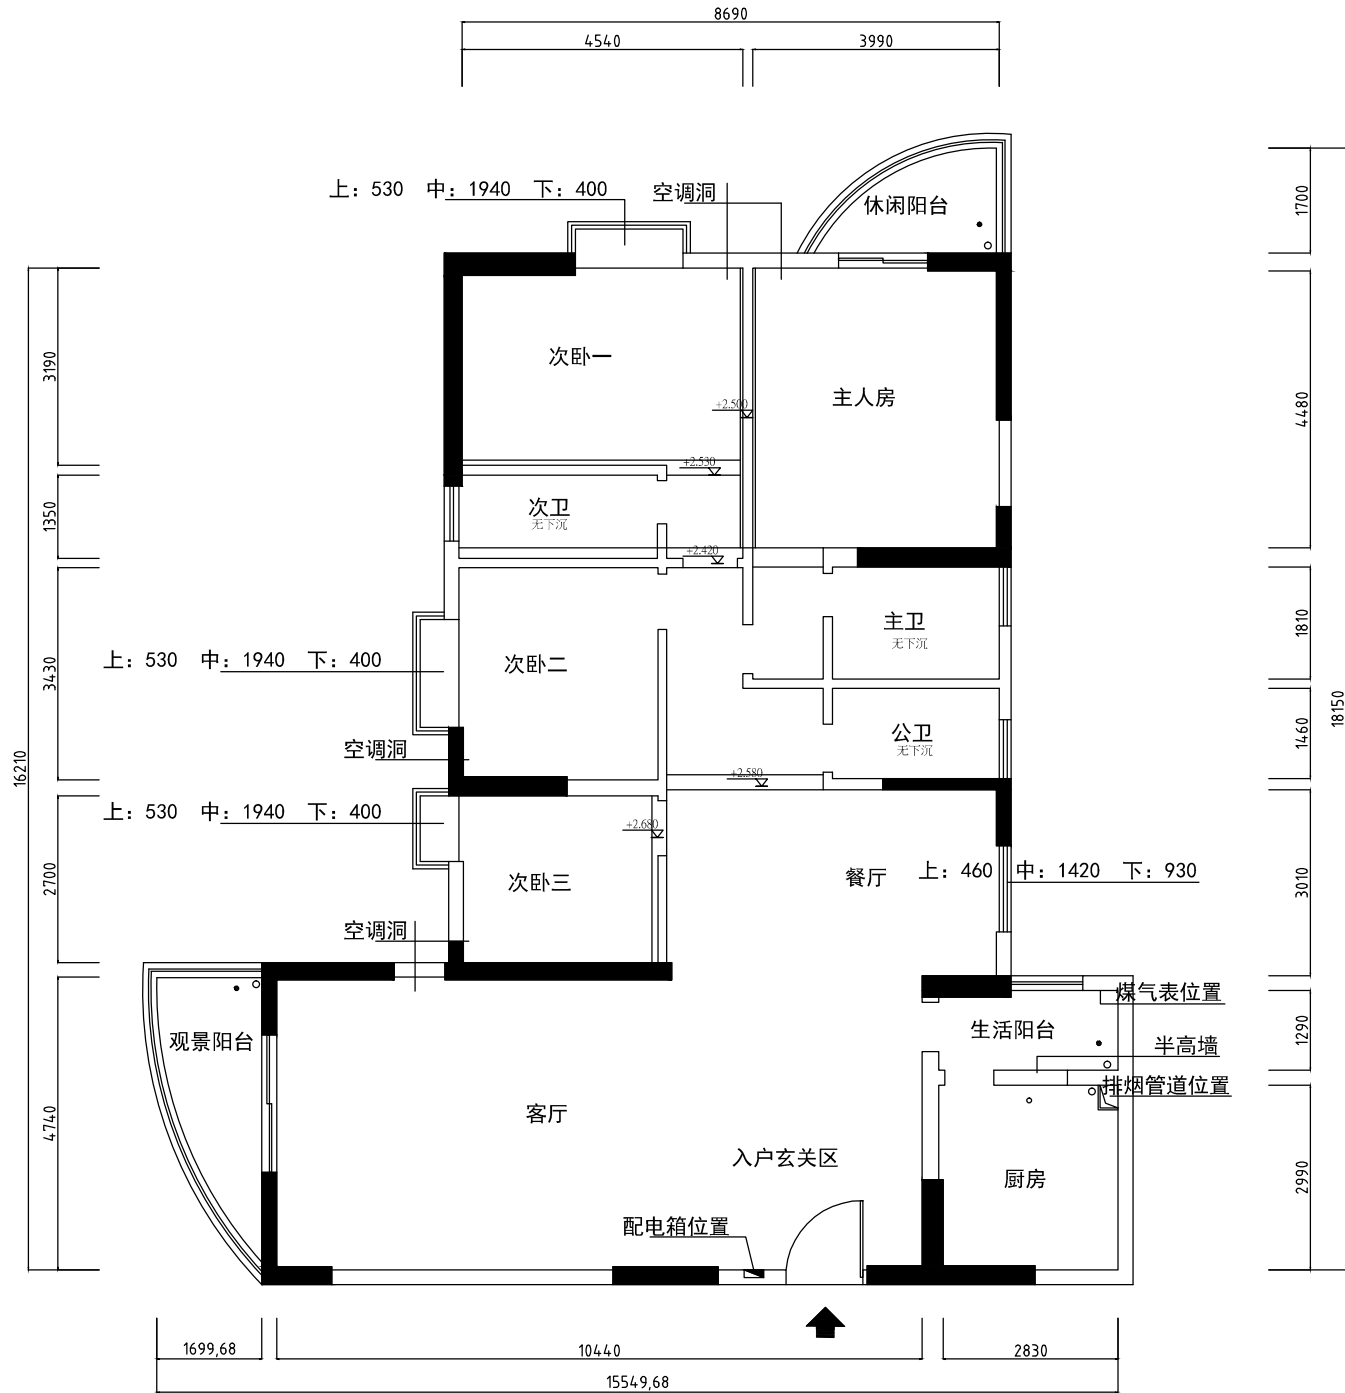 8690
4540
3990
上：530 中：1940 下：400
空调洞
休闲阳台
1700
3190
次卧一
主人房
+2.500
4480
+2.530
次卫
无下沉
1350
+2.420
上：530 中：1940 下：400
3430
次卧二
主卫
无下沉
1810
18150
空调洞
公卫
无下沉
1460
16210
+2.580
上：530 中：1940 下：400
+2.680
2700
次卧三
餐厅
上：460 中：1420 下：930
3010
空调洞
煤气表位置
观景阳台
生活阳台
1290
半高墙
排烟管道位置
4740
客厅
入户玄关区
厨房
2990
配电箱位置
1699,68
10440
2830
15549,68